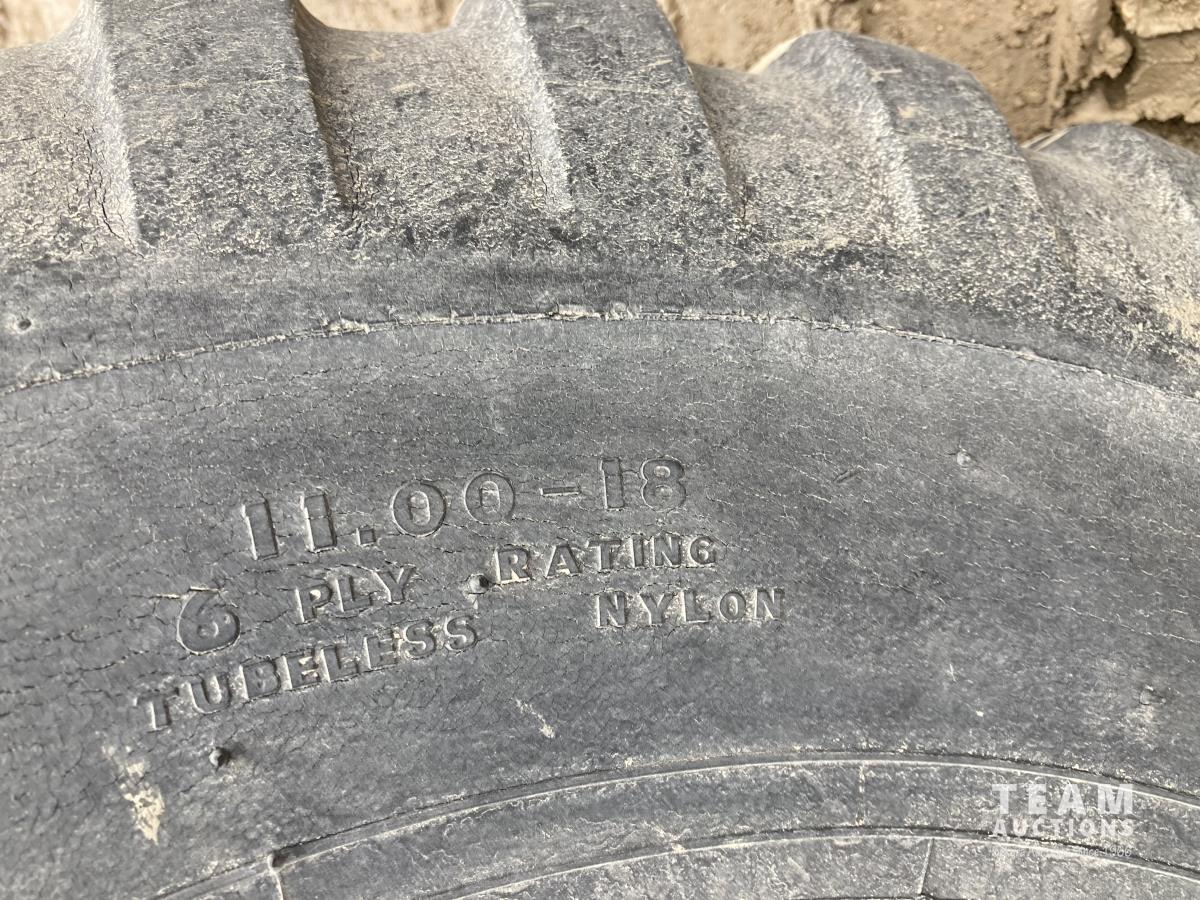 11.00-18
6 PLY RATING
TUBELESS NYLON
TEAM
AUCTIONS